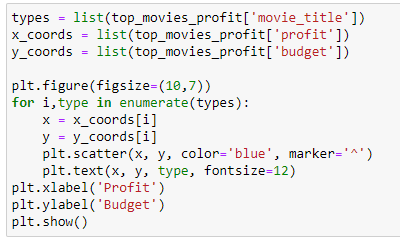 types = list(top_movies_profit['movie_title'])
x_coords = list(top_movies_profit['profit'])
y_coords = list(top_movies_profit['budget'])

plt.figure(figsize=(10,7))
for i,type in enumerate(types):
    x = x_coords[i]
    y = y_coords[i]
    plt.scatter(x, y, color='blue', marker='^')
    plt.text(x, y, type, fontsize=12)
plt.xlabel('Profit')
plt.ylabel('Budget')
plt.show()